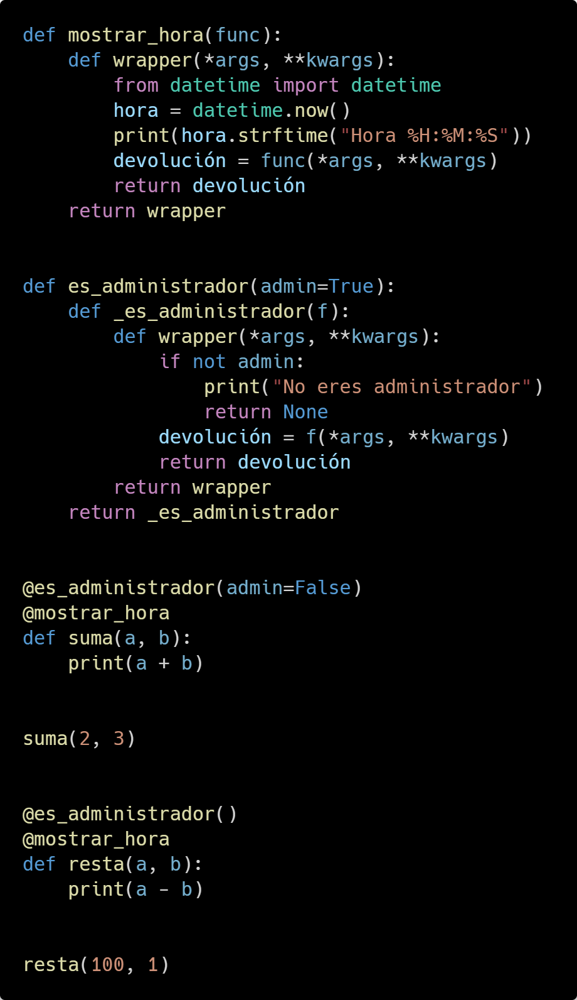 def mostrar_hora(func):
    def wrapper(*args, **kwargs):
        from datetime import datetime
        hora = datetime.now()
        print(hora.strftime("Hora %H:%M:%S"))
        devolución = func(*args, **kwargs)
        return devolución
    return wrapper
def es_administrador(admin=True):
    def _es_administrador(f):
        def wrapper(*args, **kwargs):
            if not admin:
                print("No eres administrador")
                return None
            devolución = f(*args, **kwargs)
            return devolución
        return wrapper
    return _es_administrador
@es_administrador(admin=False)
@mostrar_hora
def suma(a, b):
    print(a + b)
suma(2, 3)
@es_administrador()
@mostrar_hora
def resta(a, b):
    print(a - b)
resta(100, 1)